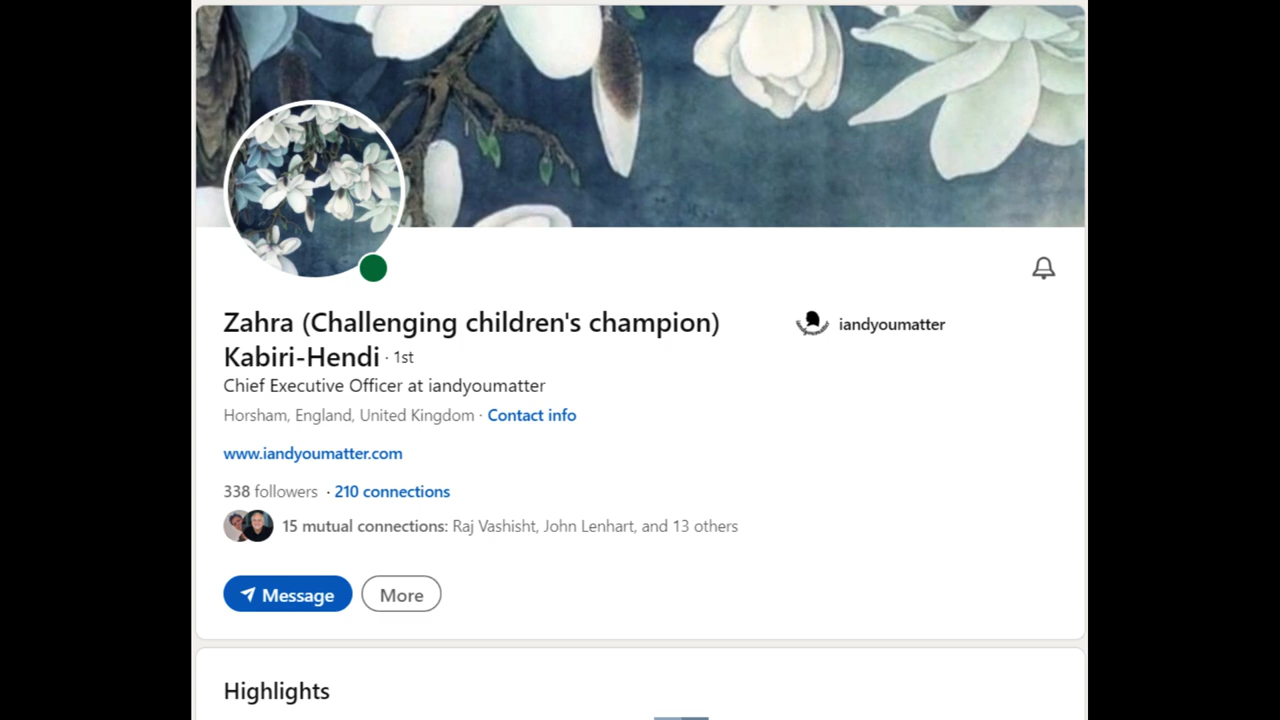 Zahra (Challenging children's champion)
Kabiri-Hendi · 1st
iandyoumatter
Chief Executive Officer at iandyoumatter
Horsham, England, United Kingdom · Contact info
www.iandyoumatter.com
338 followers · 210 connections
15 mutual connections: Raj Vashisht, John Lenhart, and 13 others
Message
More
Highlights